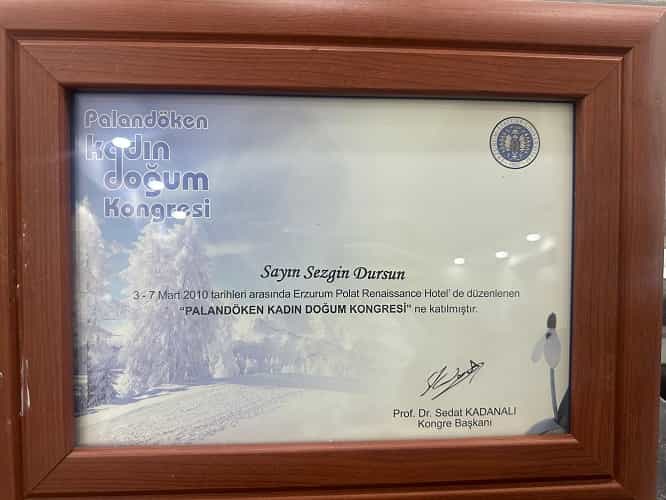 Palandöken
kadın
doğum
Kongresi
Sayın Sezgin Dursun
3 - 7 Mart 2010 tarihleri arasında Erzurum Polat Renaissance Hotel' de düzenlenen
“PALANDÖKEN KADIN DOĞUM KONGRESİ” ne katılmıştır.
Prof. Dr. Sedat KADANALI
Kongre Başkanı